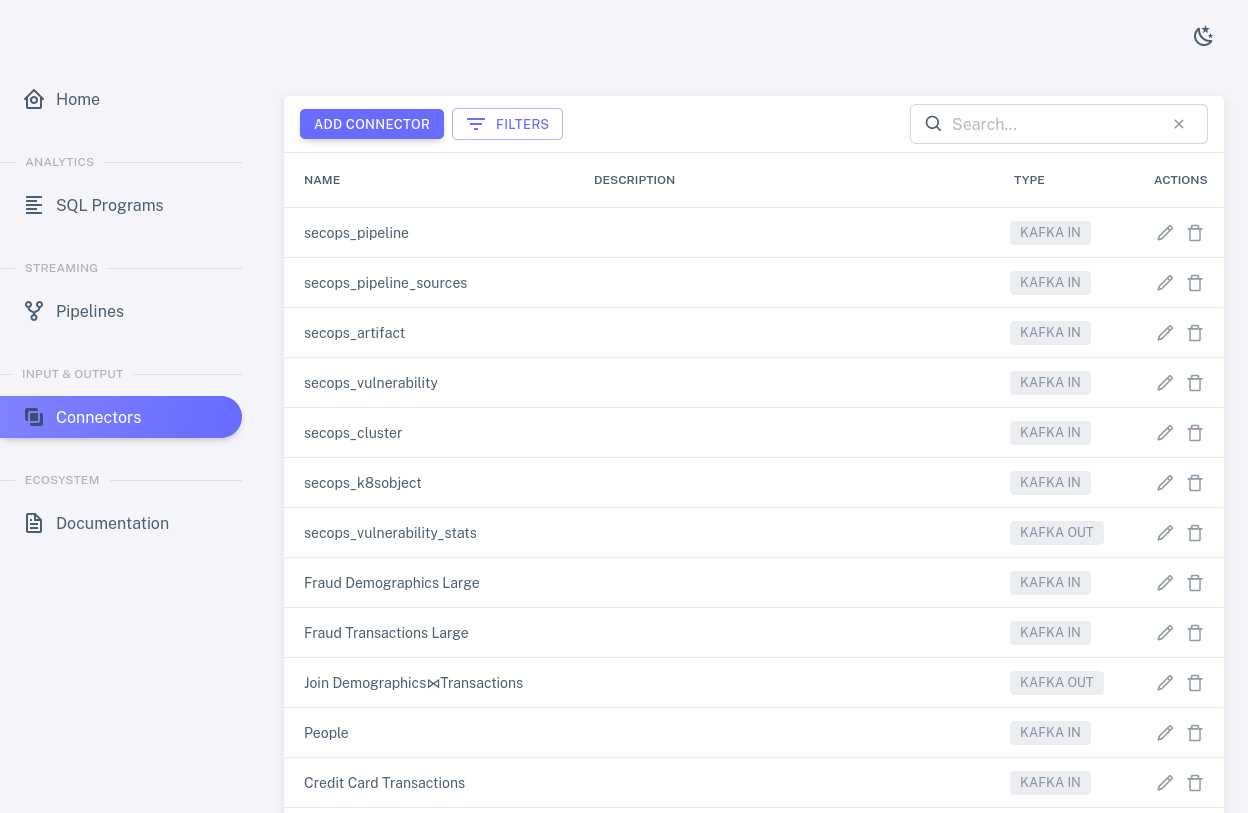 Home
ANALYTICS
SQL Programs
STREAMING
Pipelines
INPUT & OUTPUT
Connectors
ECOSYSTEM
Documentation
ADD CONNECTOR FILTERS Search...
NAME DESCRIPTION TYPE ACTIONS
secops_pipeline KAFKA IN
secops_pipeline_sources KAFKA IN
secops_artifact KAFKA IN
secops_vulnerability KAFKA IN
secops_cluster KAFKA IN
secops_k8sobject KAFKA IN
secops_vulnerability_stats KAFKA OUT
Fraud Demographics Large KAFKA IN
Fraud Transactions Large KAFKA IN
Join Demographics⋈Transactions KAFKA OUT
People KAFKA IN
Credit Card Transactions KAFKA IN